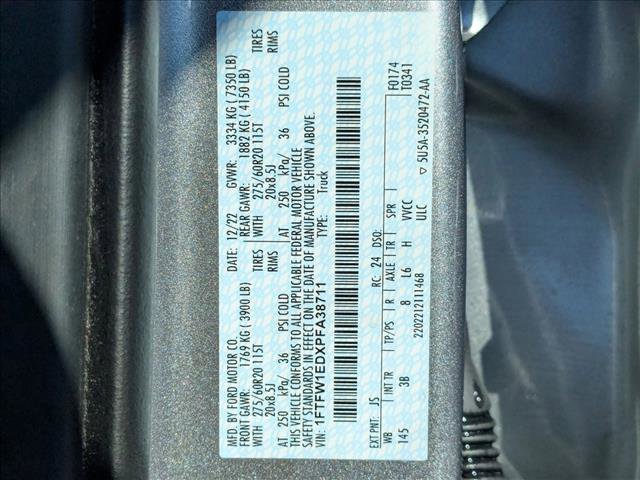 MFD. BY FORD MOTOR CO.
DATE: 12/22 GVWR: 3334 KG ( 7350 LB)
FRONT GAWR: 1769 KG ( 3900 LB) REAR GAWR: 1882 KG ( 4150 LB)
WITH 275/60R20 115T TIRES WITH 275/60R20 115T TIRES
20x8.5J RIMS 20x8.5J RIMS
AT 250 kPa/ 36 PSI COLD AT 250 kPa/ 36 PSI COLD
THIS VEHICLE CONFORMS TO ALL APPLICABLE FEDERAL MOTOR VEHICLE
SAFETY STANDARDS IN EFFECT ON THE DATE OF MANUFACTURE SHOWN ABOVE.
VIN: 1FTFW1EDXPFA38711
TYPE: Truck
F0174
T0341
EXT PNT: JS RC: 24 DSO:
WB INT TR TP/PS R AXLE TR SPR
145 3B 8 L6 H VVCC
2202212111468 ULC
▽ 5U5A-3520472-AA